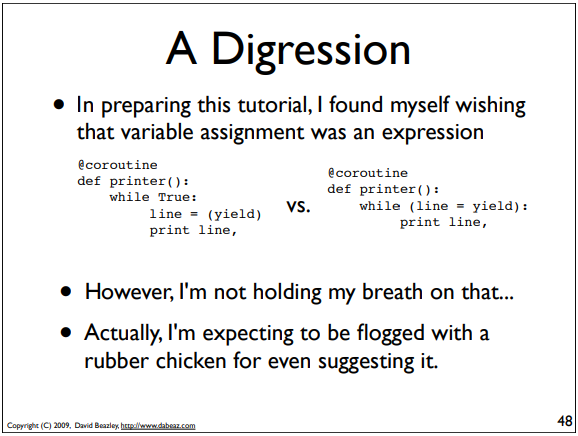 A Digression
• In preparing this tutorial, I found myself wishing
that variable assignment was an expression
@coroutine
def printer():
    while True:
         line = (yield)
         print line,
vs.
@coroutine
def printer():
    while (line = yield):
         print line,
• However, I'm not holding my breath on that...
• Actually, I'm expecting to be flogged with a
rubber chicken for even suggesting it.
Copyright (C) 2009, David Beazley, http://www.dabeaz.com
48